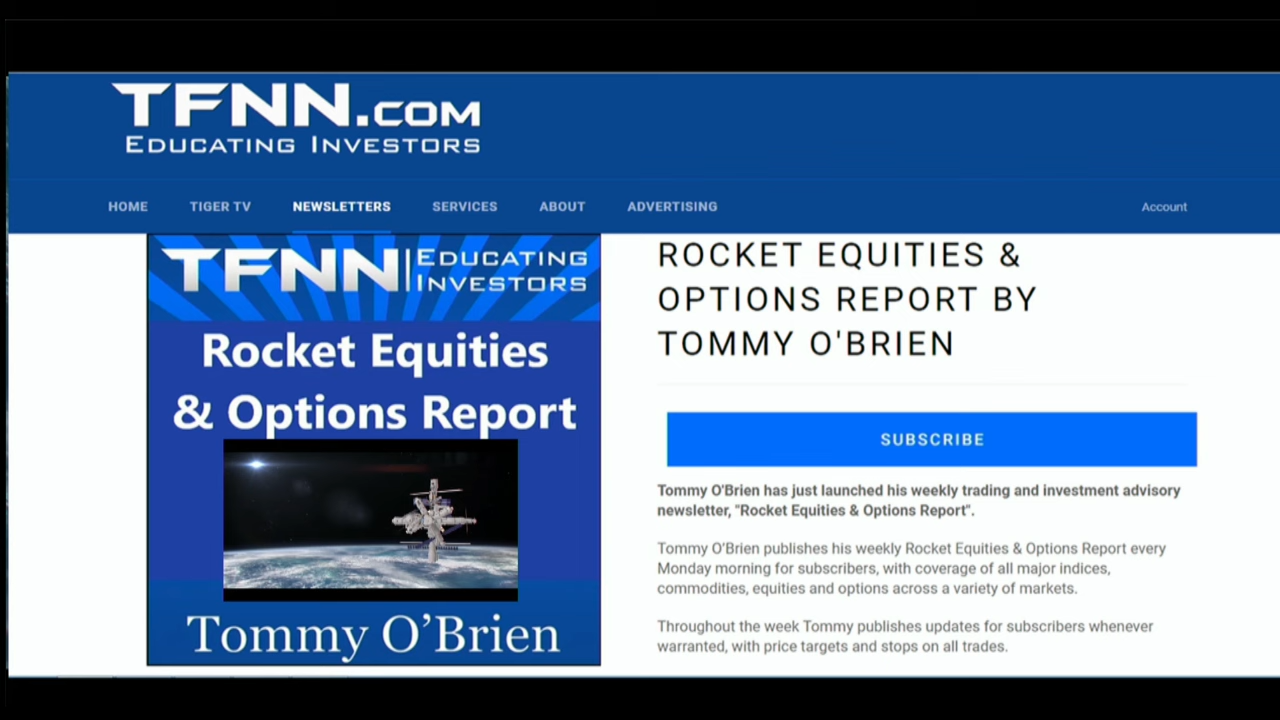 TFNN.COM
EDUCATING INVESTORS
HOME TIGER TV NEWSLETTERS SERVICES ABOUT ADVERTISING Account
TFNN EDUCATING INVESTORS
Rocket Equities
& Options Report
Tommy O’Brien
ROCKET EQUITIES &
OPTIONS REPORT BY
TOMMY O'BRIEN
SUBSCRIBE
Tommy O'Brien has just launched his weekly trading and investment advisory
newsletter, "Rocket Equities & Options Report".
Tommy O’Brien publishes his weekly Rocket Equities & Options Report every
Monday morning for subscribers, with coverage of all major indices,
commodities, equities and options across a variety of markets.
Throughout the week Tommy publishes updates for subscribers whenever
warranted, with price targets and stops on all trades.